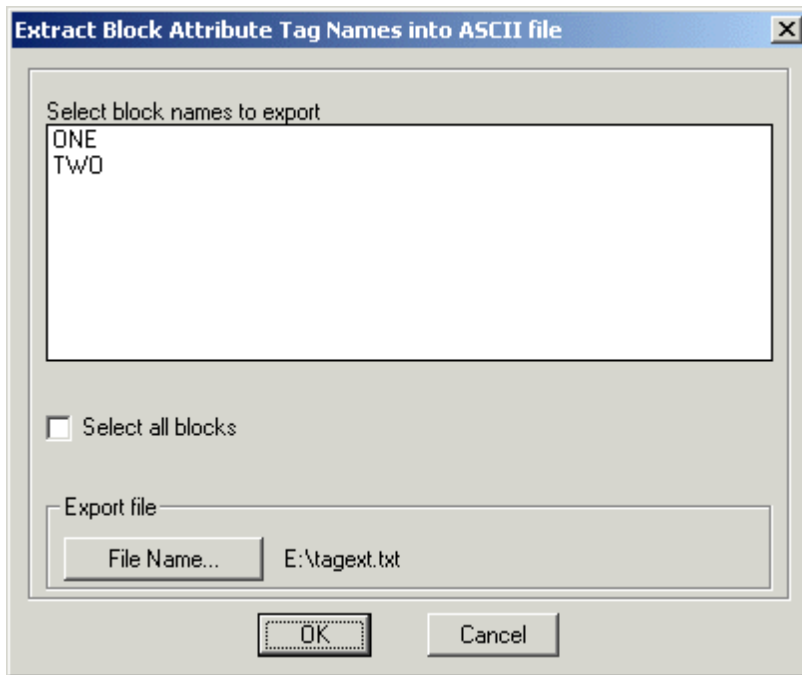 Extract Block Attribute Tag Names into ASCII file
Select block names to export
ONE
TWO
Select all blocks
Export file
File Name... E:\tagext.txt
OK Cancel